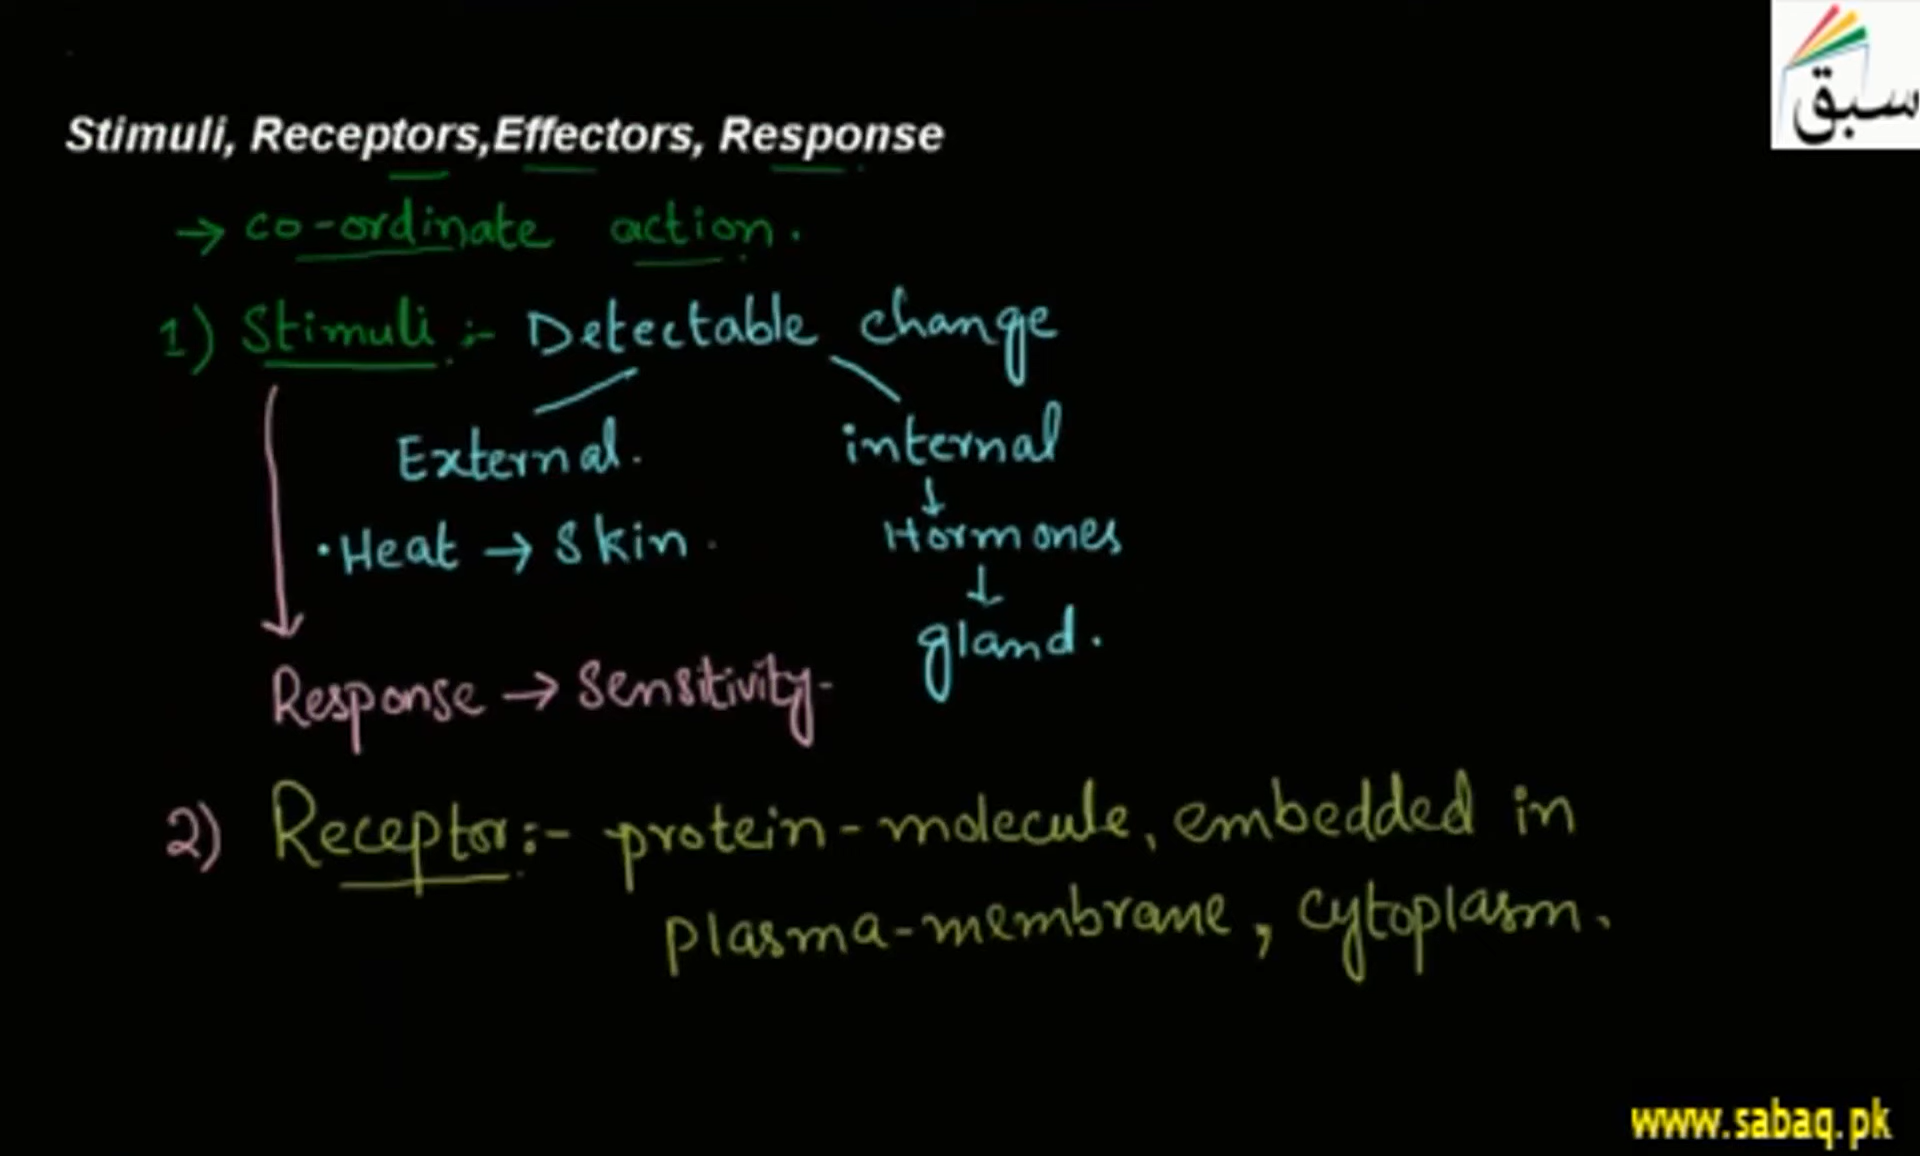 سبق
Stimuli, Receptors,Effectors, Response
→ co-ordinate action.
1) Stimuli :- Detectable change
External. internal
↓
• Heat → Skin. Hormones
↓
gland.
Response → Sensitivity.
2) Receptor :- protein-molecule, embedded in
plasma-membrane, cytoplasm.
www.sabaq.pk